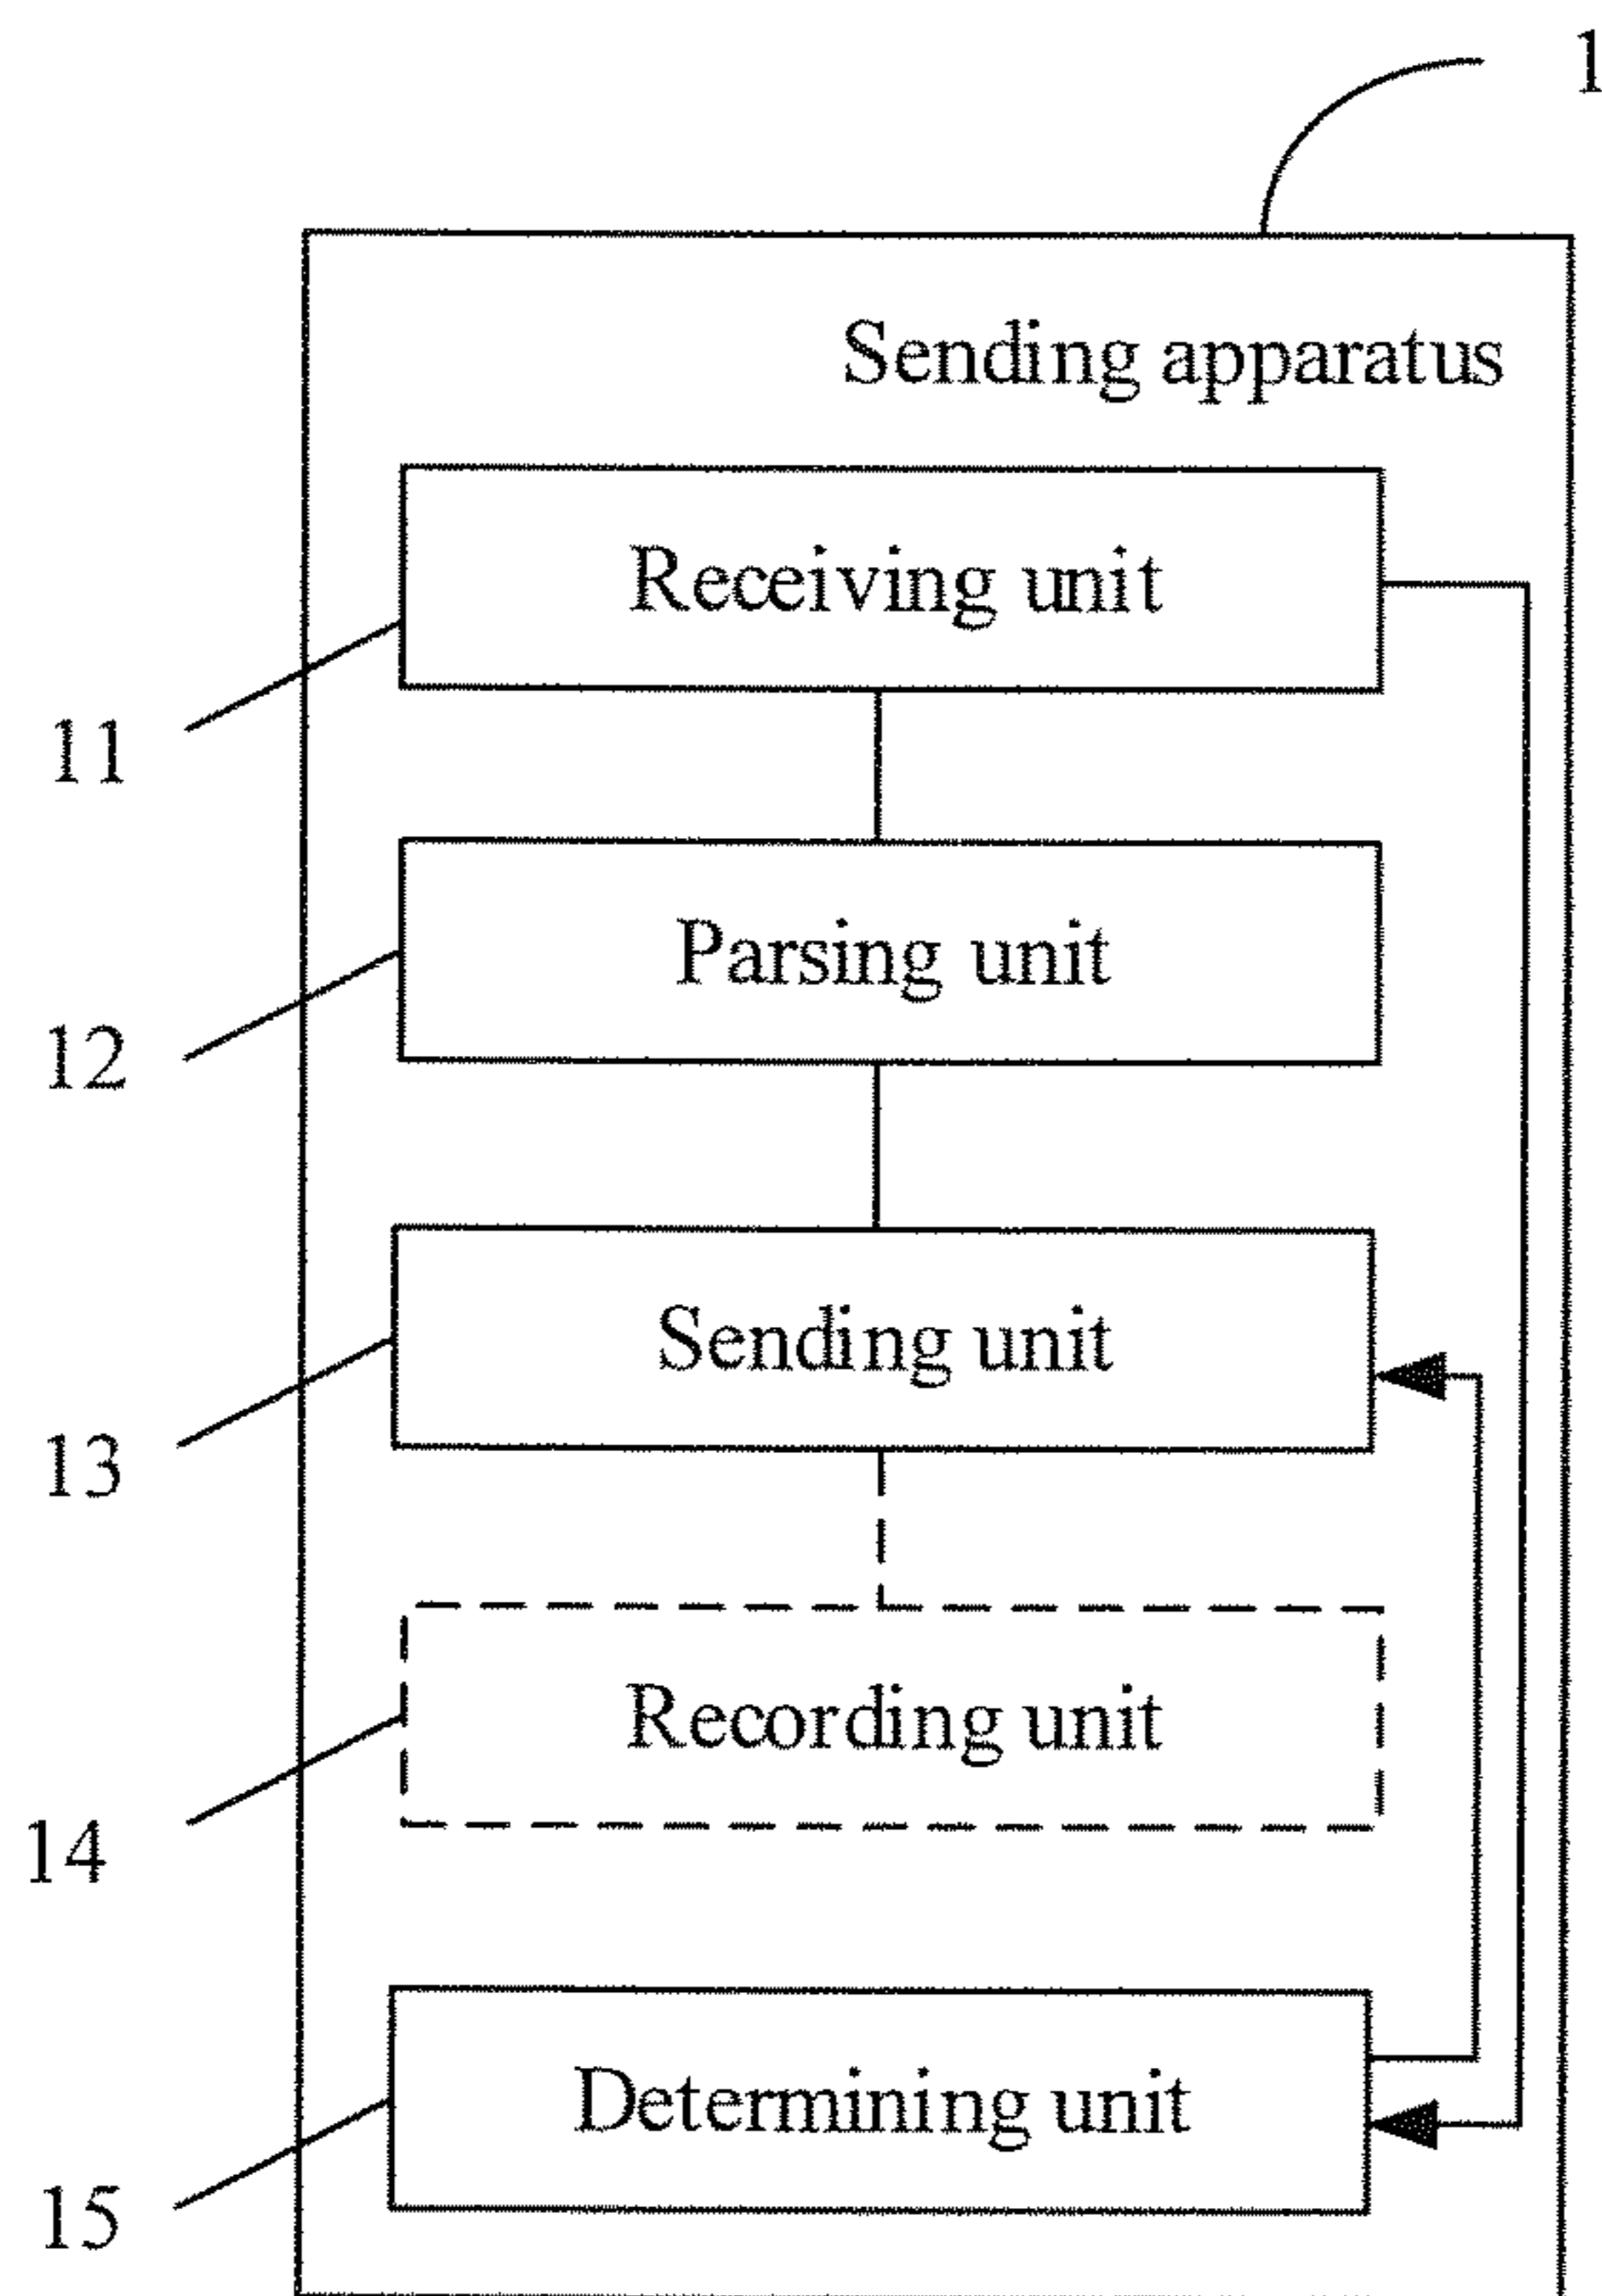 1
Sending apparatus
Receiving unit
11
Parsing unit
12
Sending unit
13
Recording unit
14
Determining unit
15